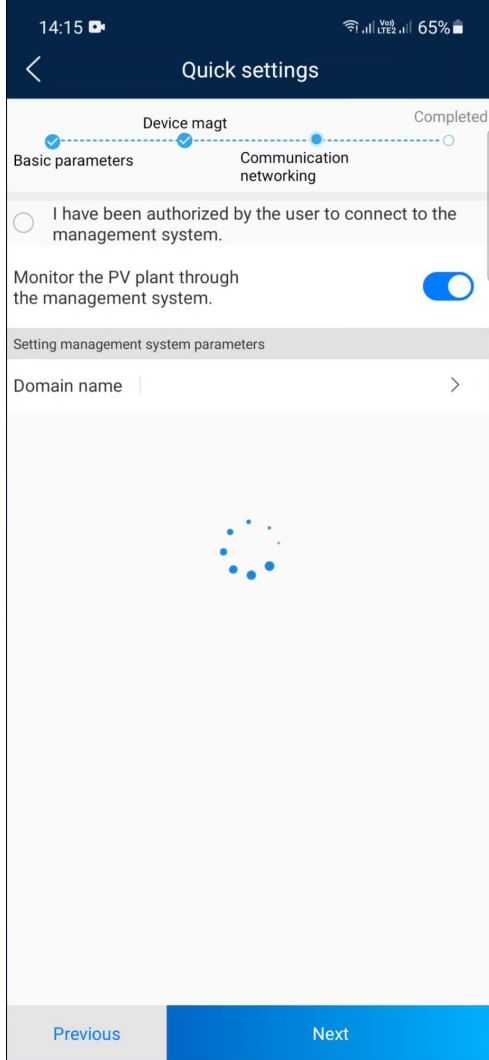 14:15
Vo))
LTE2
65%
Quick settings
Device magt
Completed
Basic parameters
Communication
networking
I have been authorized by the user to connect to the
management system.
Monitor the PV plant through
the management system.
Setting management system parameters
Domain name
Previous
Next